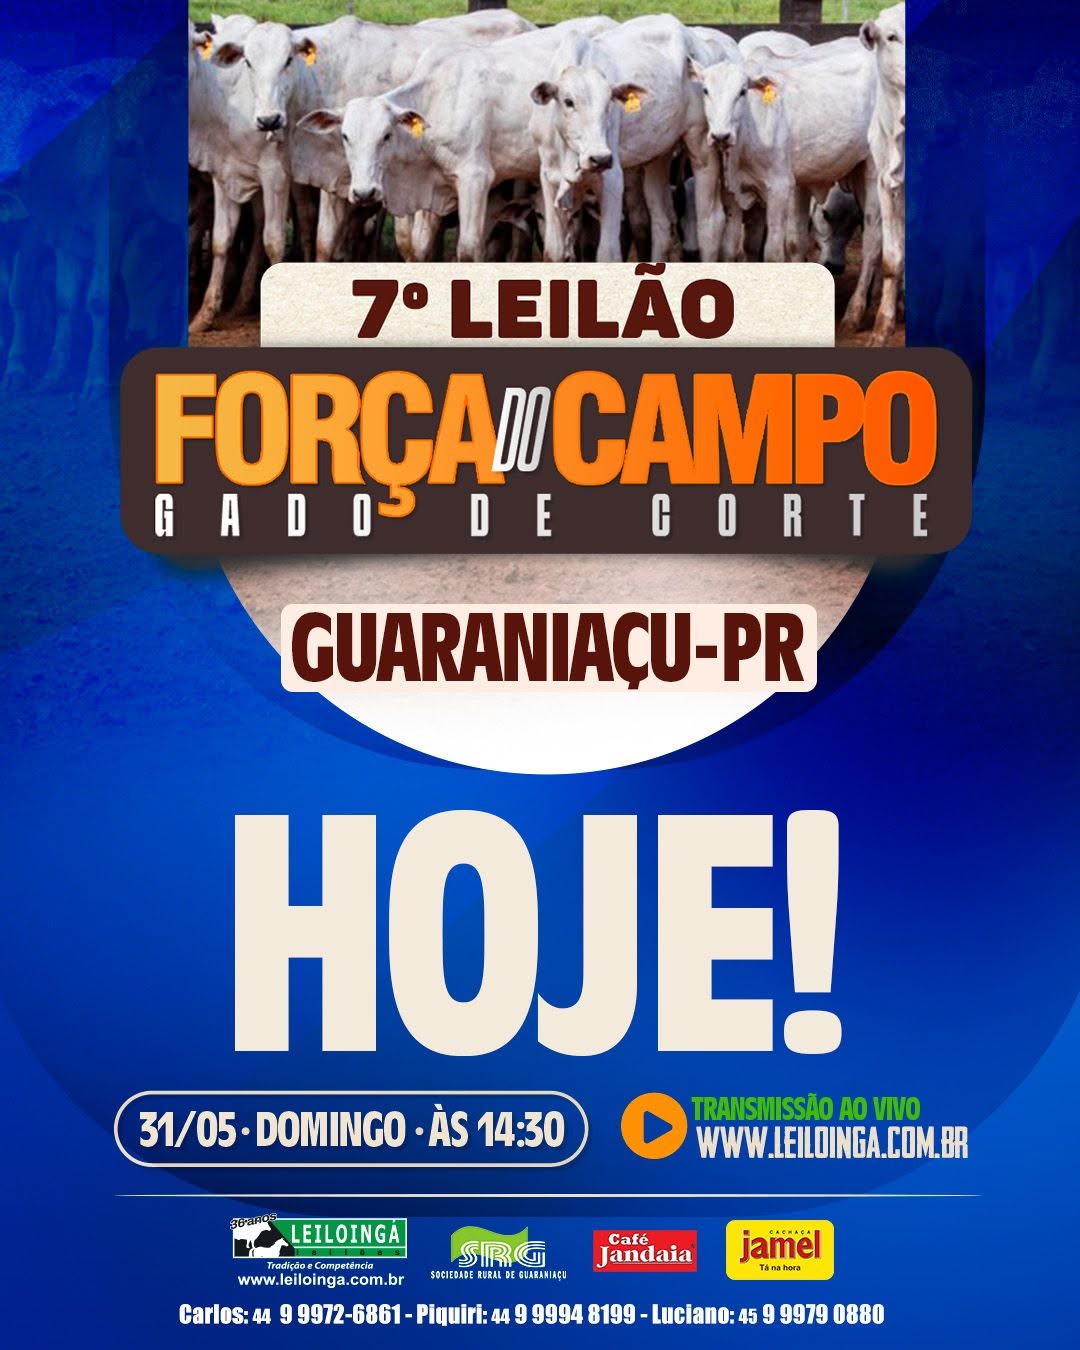 7º LEILÃO
FORÇA DO CAMPO
GADO DE CORTE
GUARANIAÇU-PR
HOJE!
31/05 · DOMINGO · ÀS 14:30
TRANSMISSÃO AO VIVO
WWW.LEILOINGA.COM.BR
36 anos
LEILOINGÁ
leilões
Tradição e Competência
www.leiloinga.com.br
SRG
SOCIEDADE RURAL DE GUARANIAÇU
Café
Jandaia
CACHAÇA
jamel
Tá na hora
Carlos: 44 9 9972-6861 - Piquiri: 44 9 9994 8199 - Luciano: 45 9 9979 0880